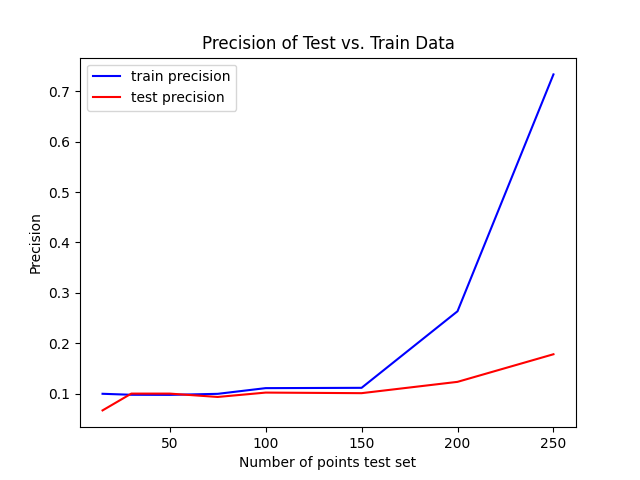 Precision of Test vs. Train Data
train precision
test precision
0.7
0.6
0.5
0.4
0.3
0.2
0.1
Precision
50 100 150 200 250
Number of points test set